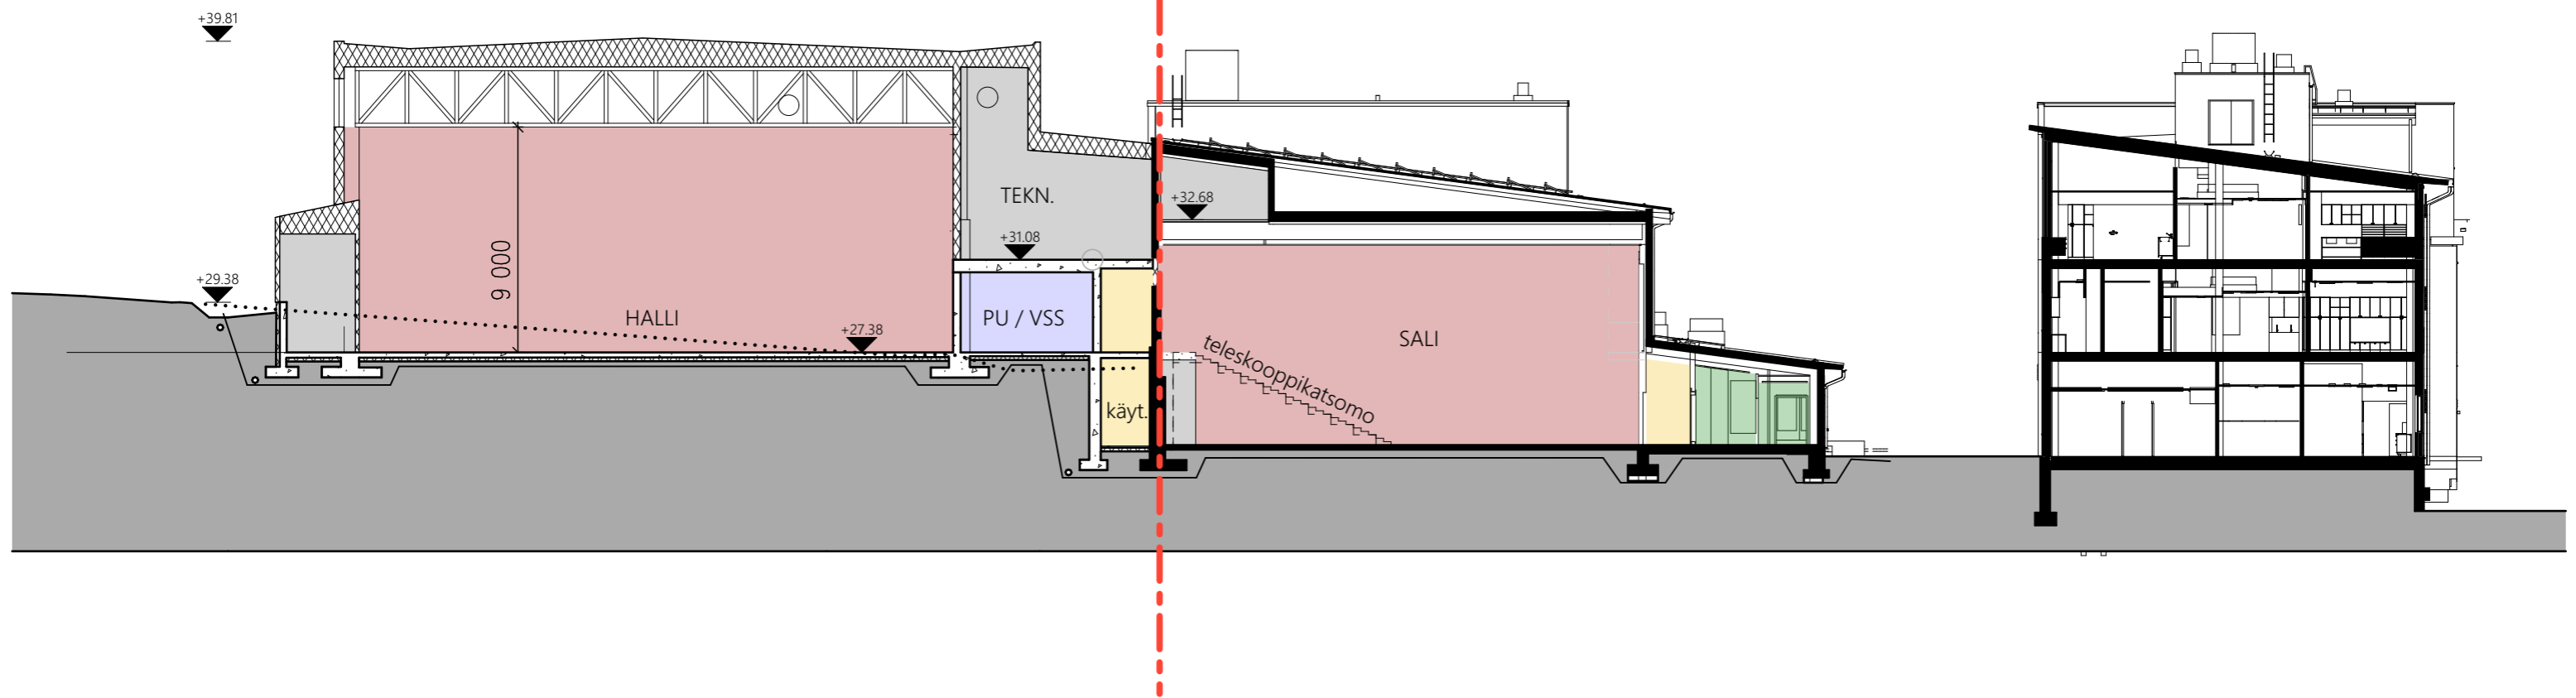 +39.81
TEKN.
+32.68
+31.08
+29.38
9 000
HALLI
PU / VSS
+27.38
SALI
teleskooppikatsomo
käyt.